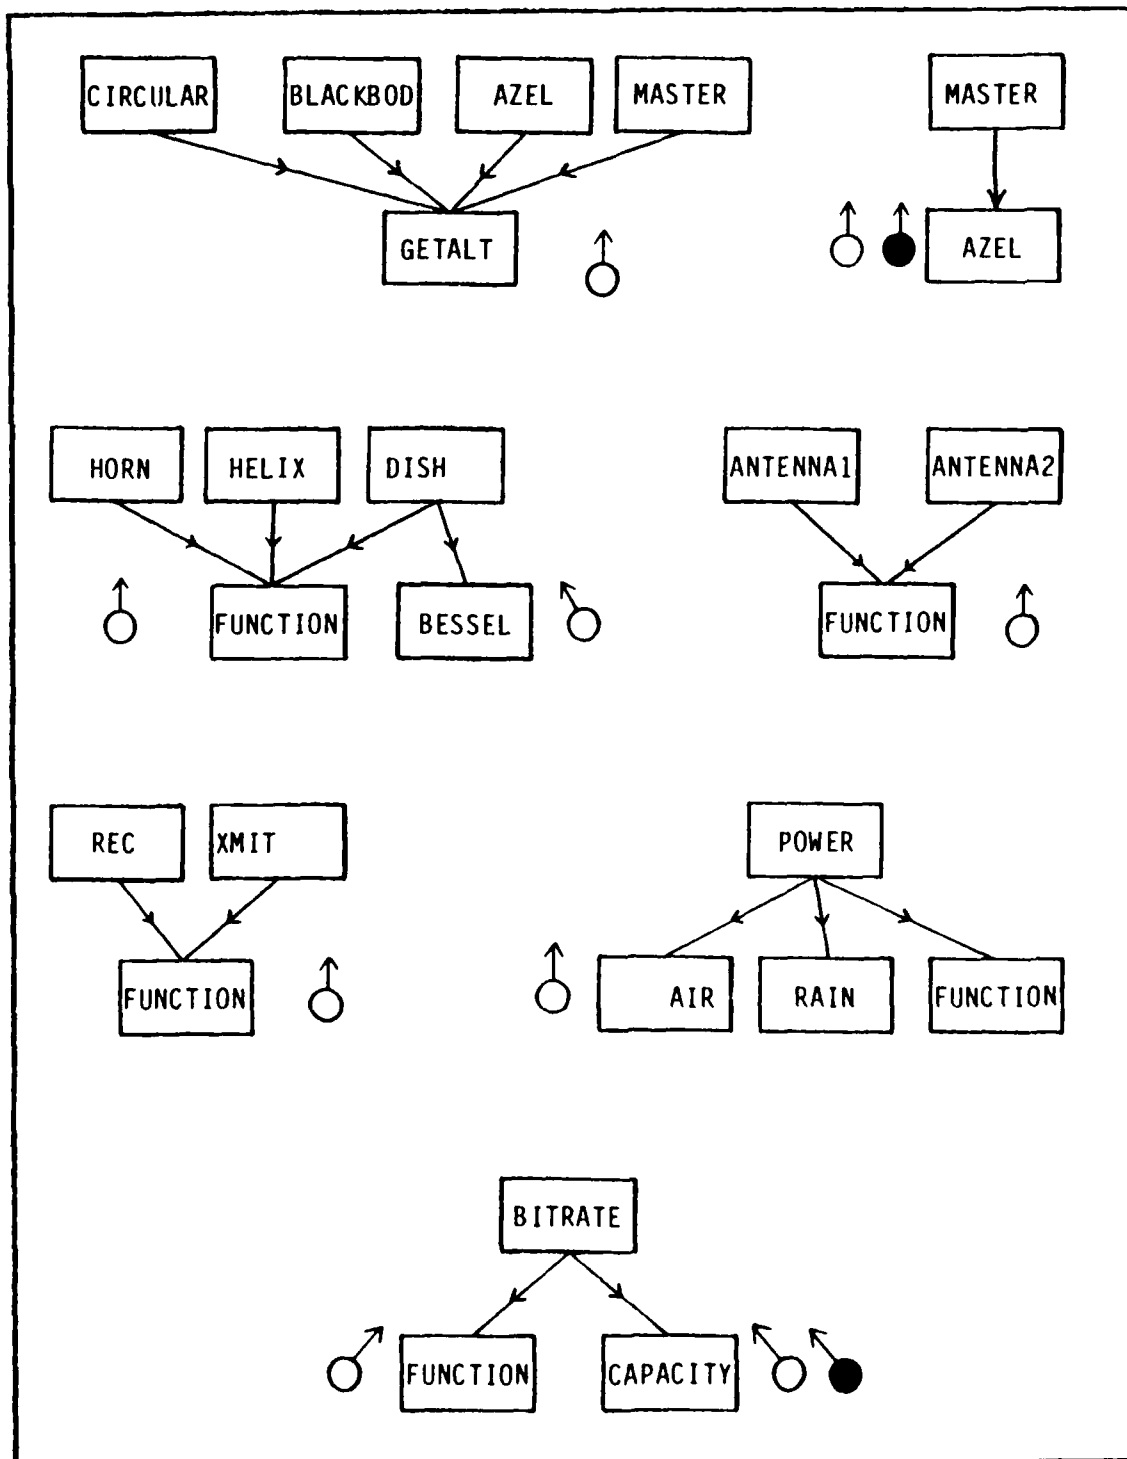 CIRCULAR BLACKBOD AZEL MASTER MASTER
GETALT AZEL
HORN HELIX DISH ANTENNA1 ANTENNA2
FUNCTION BESSEL FUNCTION
REC XMIT POWER
FUNCTION AIR RAIN FUNCTION
BITRATE
FUNCTION CAPACITY